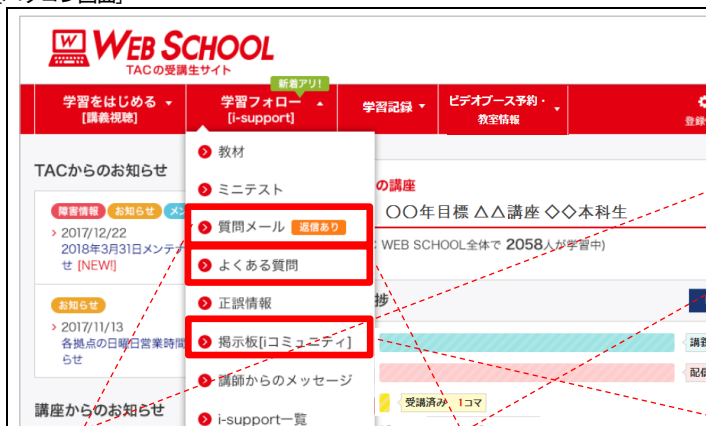 WEB SCHOOL
TACの受講生サイト
新着アリ!
学習をはじめる
[講義視聴]
学習フォロー
[i-support]
学習記録
ビデオブース予約・
教室情報
TACからのお知らせ
障害情報 お知らせ
2017/12/22
2018年3月31日メンテナ
せ [NEW!]
お知らせ
2017/11/13
各拠点の日曜日営業時間
らせ
講座からのお知らせ
教材
ミニテスト
質問メール 返信あり
よくある質問
正誤情報
掲示板[iコミュニティ]
講師からのメッセージ
i-support一覧
の講座
〇〇年目標 △△講座 ◇◇本科生
WEB SCHOOL全体で 2058人が学習中)
捗
講義
配信
受講済み 1コマ